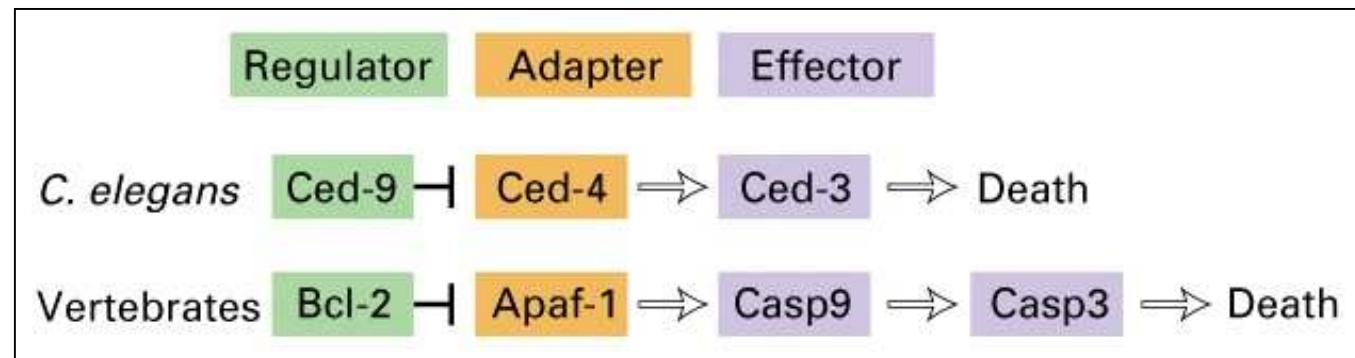 Regulator Adapter Effector
C. elegans Ced-9 Ced-4 Ced-3 Death
Vertebrates Bcl-2 Apaf-1 Casp9 Casp3 Death